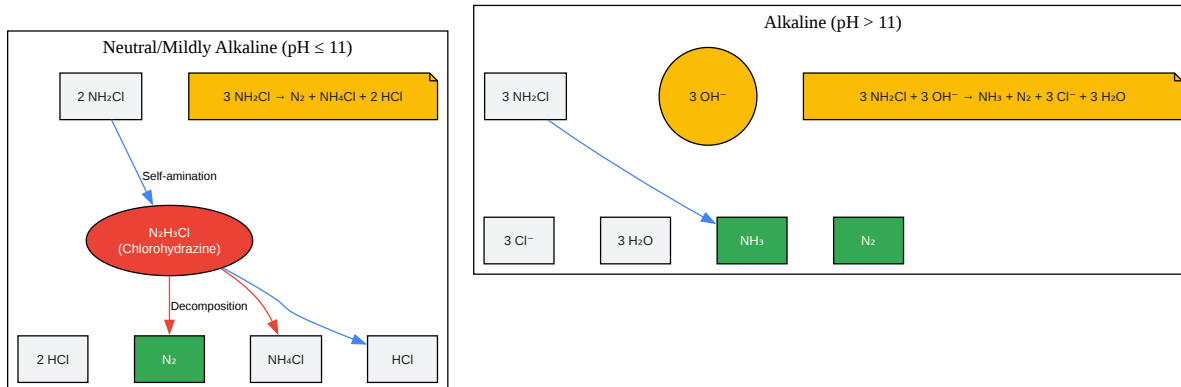 Neutral/Mildly Alkaline (pH ≤ 11)
2 NH₂Cl
3 NH₂Cl → N₂ + NH₄Cl + 2 HCl
Self-amination
N₂H₃Cl
(Chlorohydrazine)
Decomposition
2 HCl
N₂
NH₄Cl
HCl
Alkaline (pH > 11)
3 NH₂Cl
3 OH⁻
3 NH₂Cl + 3 OH⁻ → NH₃ + N₂ + 3 Cl⁻ + 3 H₂O
3 Cl⁻
3 H₂O
NH₃
N₂